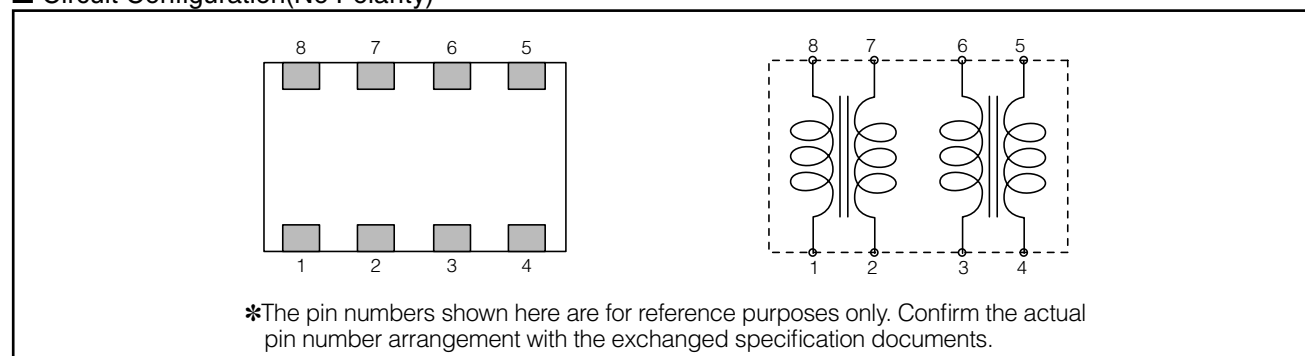 ■ Circuit Configuration(No Polarity)
8 7 6 5
1 2 3 4
8 7 6 5
1 2 3 4
✽The pin numbers shown here are for reference purposes only. Confirm the actual
pin number arrangement with the exchanged specification documents.